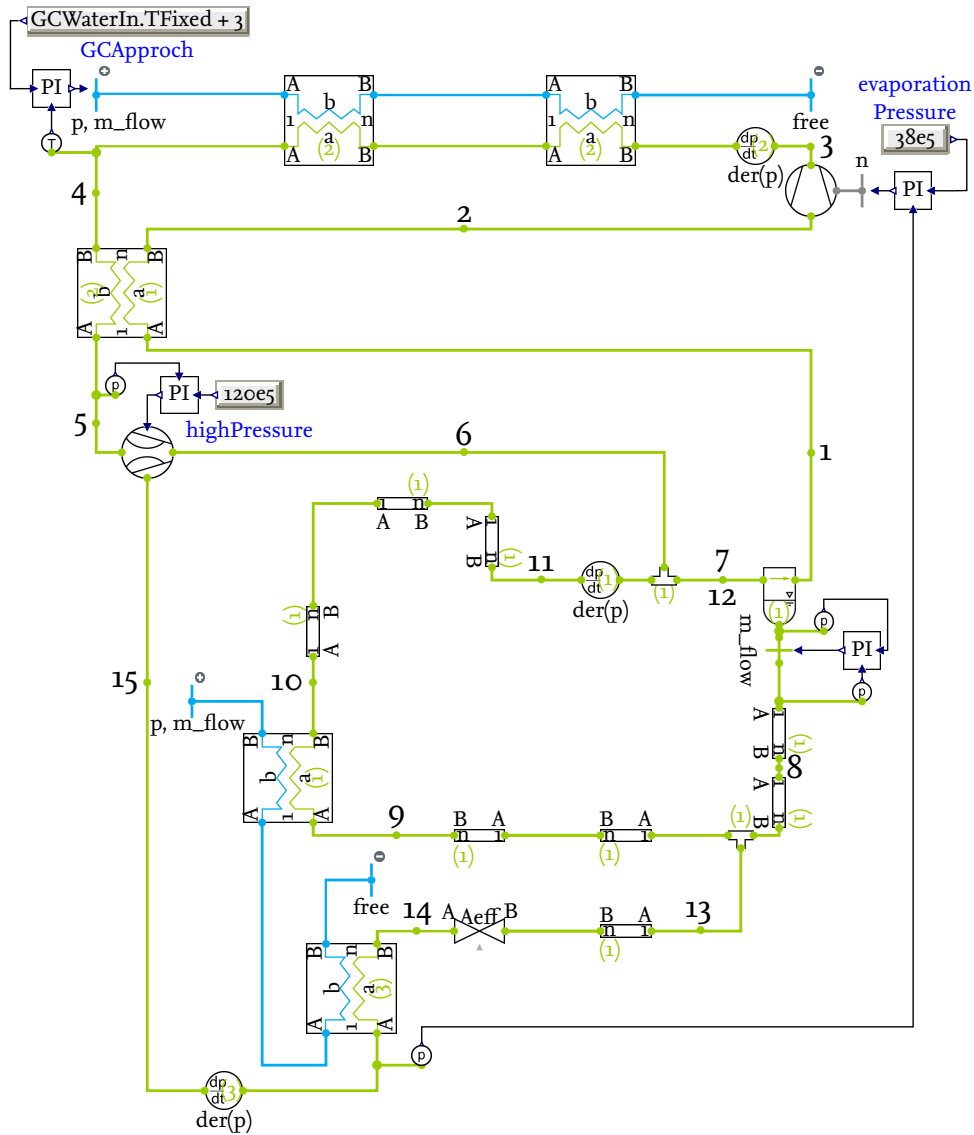 GCWaterIn.TFixed + 3
GCApproch
PI
p, m_flow
T
A B
b
1 n
a
A (2) B
A B
b
1 n
a
A (2) B
free
dp
dt
(2)
der(p)
3
evaporation
Pressure
38e5
n
PI
4
2
B n B
(2) b a (1)
A 1 A
p
PI
120e5
highPressure
5
6
1
(1)
1 n
A B
A 1
B n
(1)
11
dp
dt
(1)
der(p)
(1)
7
12
(1)
p
m_flow
PI
p
(1)
n B
1 A
10
15
p, m_flow
B n B
b a (1)
A 1 A
A 1
B n
(1)
8
A 1
B n
(1)
9
B A
n 1
(1)
B A
n 1
(1)
(1)
free
14
A Aeff B
B A
n 1
(1)
13
B n B
b a (3)
A 1 A
p
dp
dt
(3)
der(p)